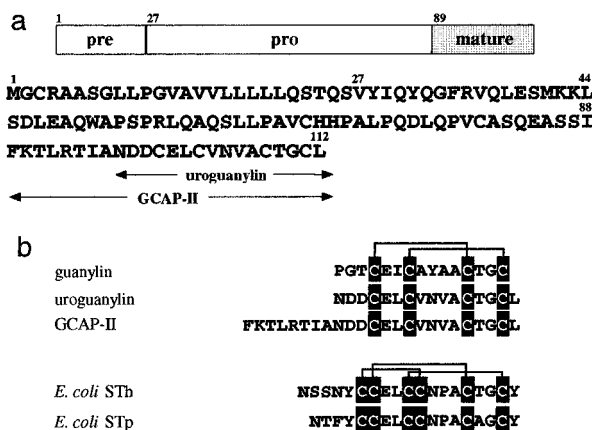 a
1 27 89
pre pro mature
1 27 44
MGCRAASGLLPGVAVVLLLLLQSTQSVYIQYQGFRVQLESMKKL
88
SDLEAQWAPSPRLQAQSLLPAVCHHPALPQDLQPVCASQEASSI
112
FKTLRTIANDDCELCVNVACTGCL
uroguanylin
GCAP-II
b
guanylin PGTCEICAYAACTGC
uroguanylin NDDCELCVNVACTGCL
GCAP-II FKTLRTIANDDCELCVNVACTGCL
E. coli STh NSSNYCCELCCNPACTGCY
E. coli STp NTFYCCELCCNPACAGCY